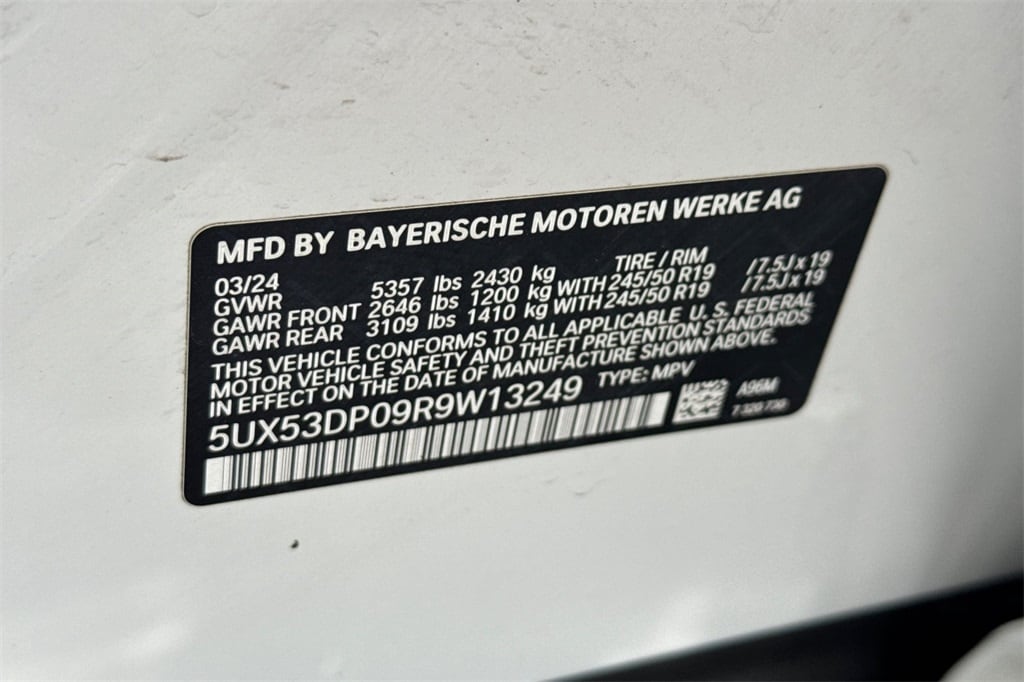 MFD BY BAYERISCHE MOTOREN WERKE AG
03/24 TIRE / RIM
GVWR 5357 lbs 2430 kg
GAWR FRONT 2646 lbs 1200 kg WITH 245/50 R19 / 7.5J x 19
GAWR REAR 3109 lbs 1410 kg WITH 245/50 R19 / 7.5J x 19
THIS VEHICLE CONFORMS TO ALL APPLICABLE U. S. FEDERAL
MOTOR VEHICLE SAFETY AND THEFT PREVENTION STANDARDS
IN EFFECT ON THE DATE OF MANUFACTURE SHOWN ABOVE.
5UX53DP09R9W13249 TYPE: MPV
A96M
7 320 730